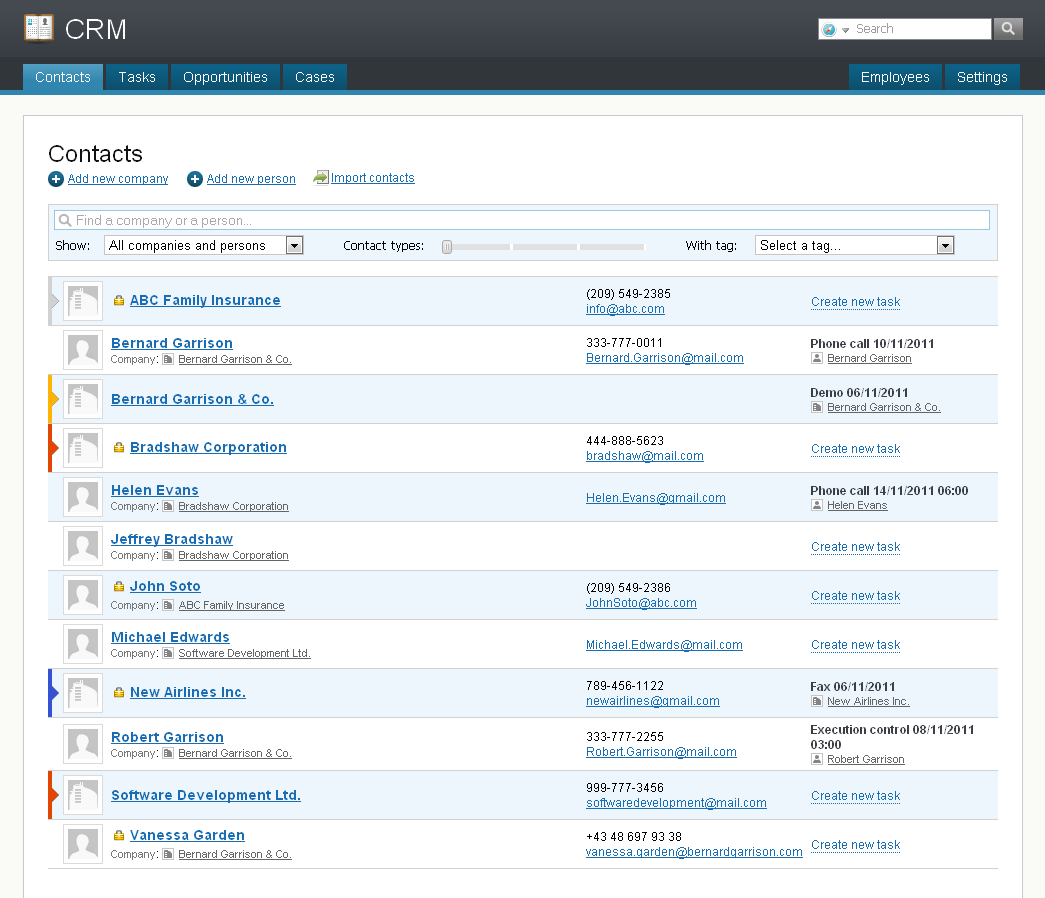 CRM
Search
Contacts Tasks Opportunities Cases Employees Settings
Contacts
Add new company Add new person Import contacts
Find a company or a person...
Show: All companies and persons Contact types: With tag: Select a tag...
ABC Family Insurance (209) 549-2385 Create new task
info@abc.com
Bernard Garrison 333-777-0011 Phone call 10/11/2011
Company: Bernard Garrison & Co. Bernard.Garrison@mail.com Bernard Garrison
Bernard Garrison & Co. Demo 06/11/2011
Bernard Garrison & Co.
Bradshaw Corporation 444-888-5623 Create new task
bradshaw@mail.com
Helen Evans Helen.Evans@gmail.com Phone call 14/11/2011 06:00
Company: Bradshaw Corporation Helen Evans
Jeffrey Bradshaw Create new task
Company: Bradshaw Corporation
John Soto (209) 549-2386 Create new task
Company: ABC Family Insurance JohnSoto@abc.com
Michael Edwards Michael.Edwards@mail.com Create new task
Company: Software Development Ltd.
New Airlines Inc. 789-456-1122 Fax 06/11/2011
newairlines@gmail.com New Airlines Inc.
Robert Garrison 333-777-2255 Execution control 08/11/2011
03:00
Company: Bernard Garrison & Co. Robert.Garrison@mail.com Robert Garrison
Software Development Ltd. 999-777-3456 Create new task
softwaredevelopment@mail.com
Vanessa Garden +43 48 697 93 38 Create new task
Company: Bernard Garrison & Co. vanessa.garden@bernardgarrison.com